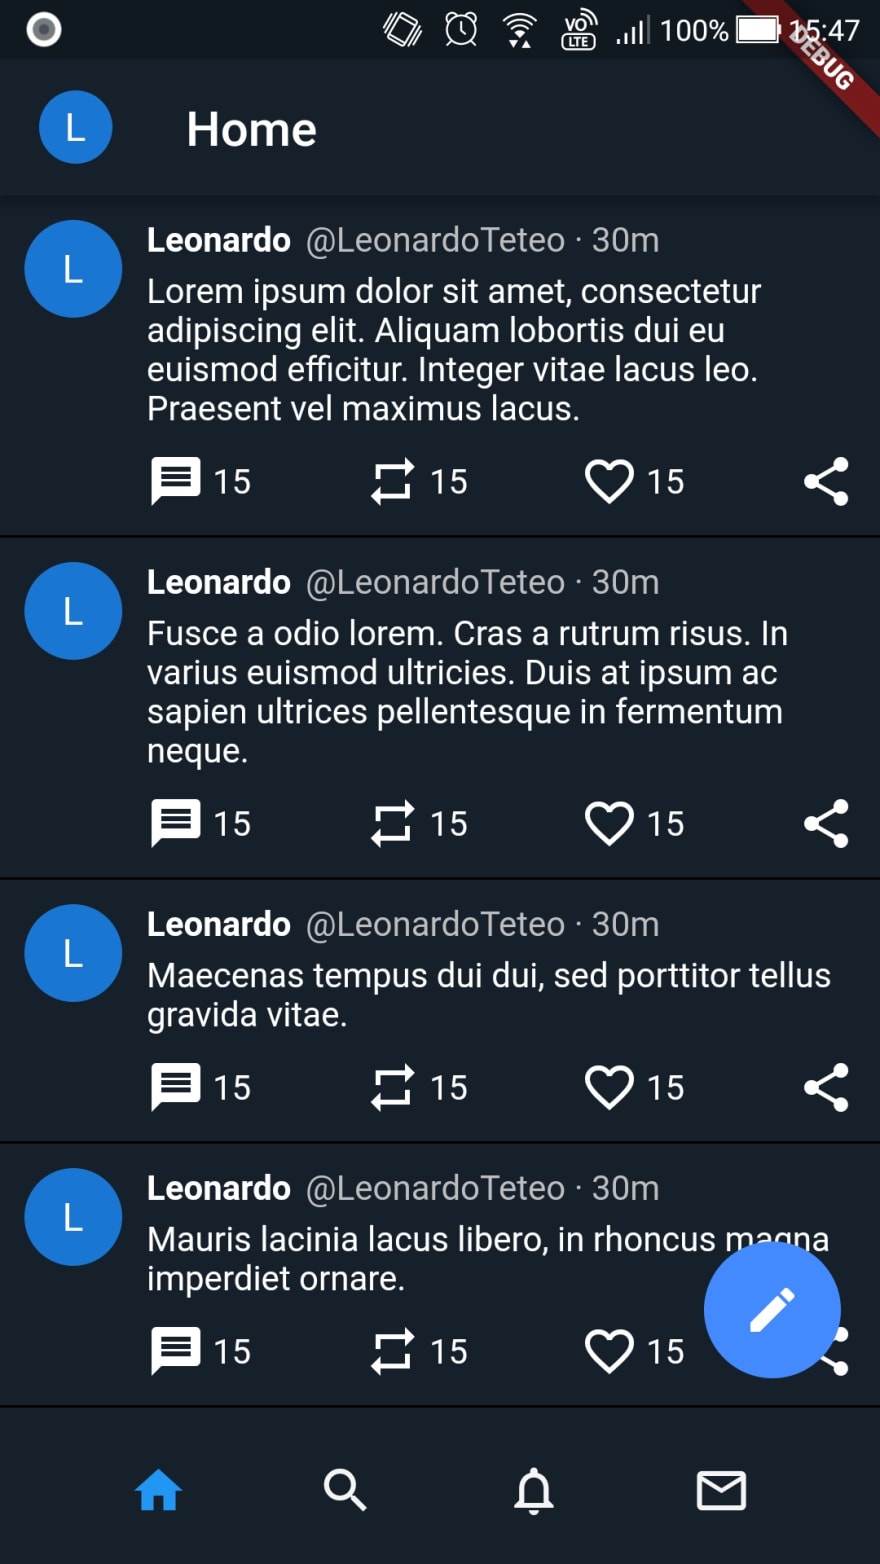 VO LTE 100% 15:47
DEBUG
L Home
L Leonardo @LeonardoTeteo · 30m
Lorem ipsum dolor sit amet, consectetur
adipiscing elit. Aliquam lobortis dui eu
euismod efficitur. Integer vitae lacus leo.
Praesent vel maximus lacus.
15 15 15
L Leonardo @LeonardoTeteo · 30m
Fusce a odio lorem. Cras a rutrum risus. In
varius euismod ultricies. Duis at ipsum ac
sapien ultrices pellentesque in fermentum
neque.
15 15 15
L Leonardo @LeonardoTeteo · 30m
Maecenas tempus dui dui, sed porttitor tellus
gravida vitae.
15 15 15
L Leonardo @LeonardoTeteo · 30m
Mauris lacinia lacus libero, in rhoncus magna
imperdiet ornare.
15 15 15